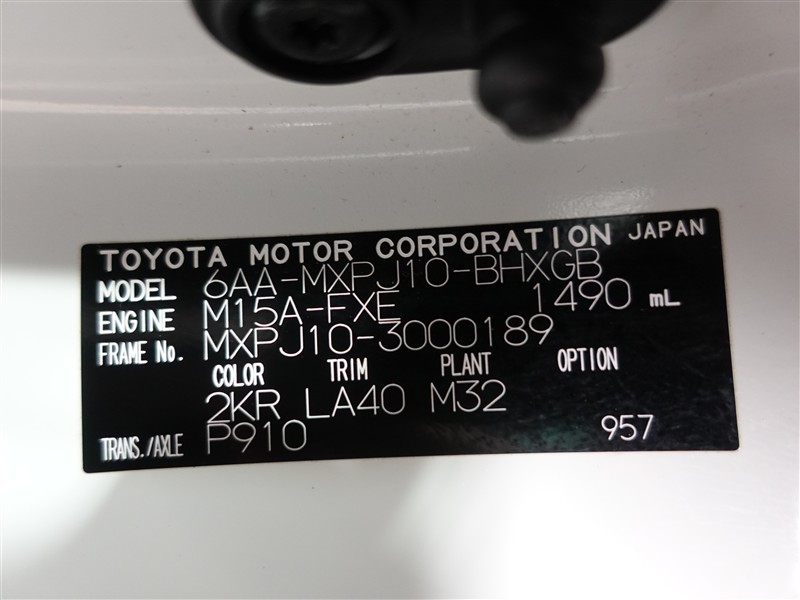 TOYOTA MOTOR CORPORATION JAPAN
MODEL 6AA-MXPJ10-BHXGB
ENGINE M15A-FXE 1490 mL
FRAME No. MXPJ10-3000189
COLOR TRIM PLANT OPTION
2KR LA40 M32
TRANS./AXLE P910 957